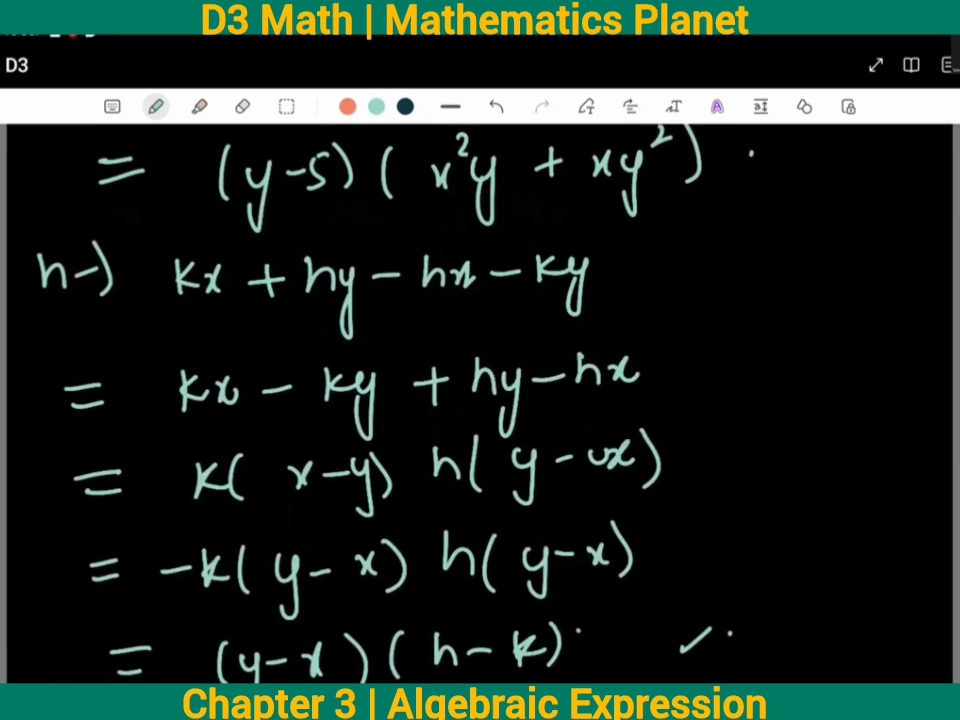 D3 Math | Mathematics Planet
D3
= (y-5) ( x²y + xy² ) .
h-) kx + hy - hx - ky
= kx - ky + hy - hx
= k( x-y) h( y - x)
= -k( y - x) h( y-x)
= (y-x) ( h - k)
Chapter 3 | Algebraic Expression